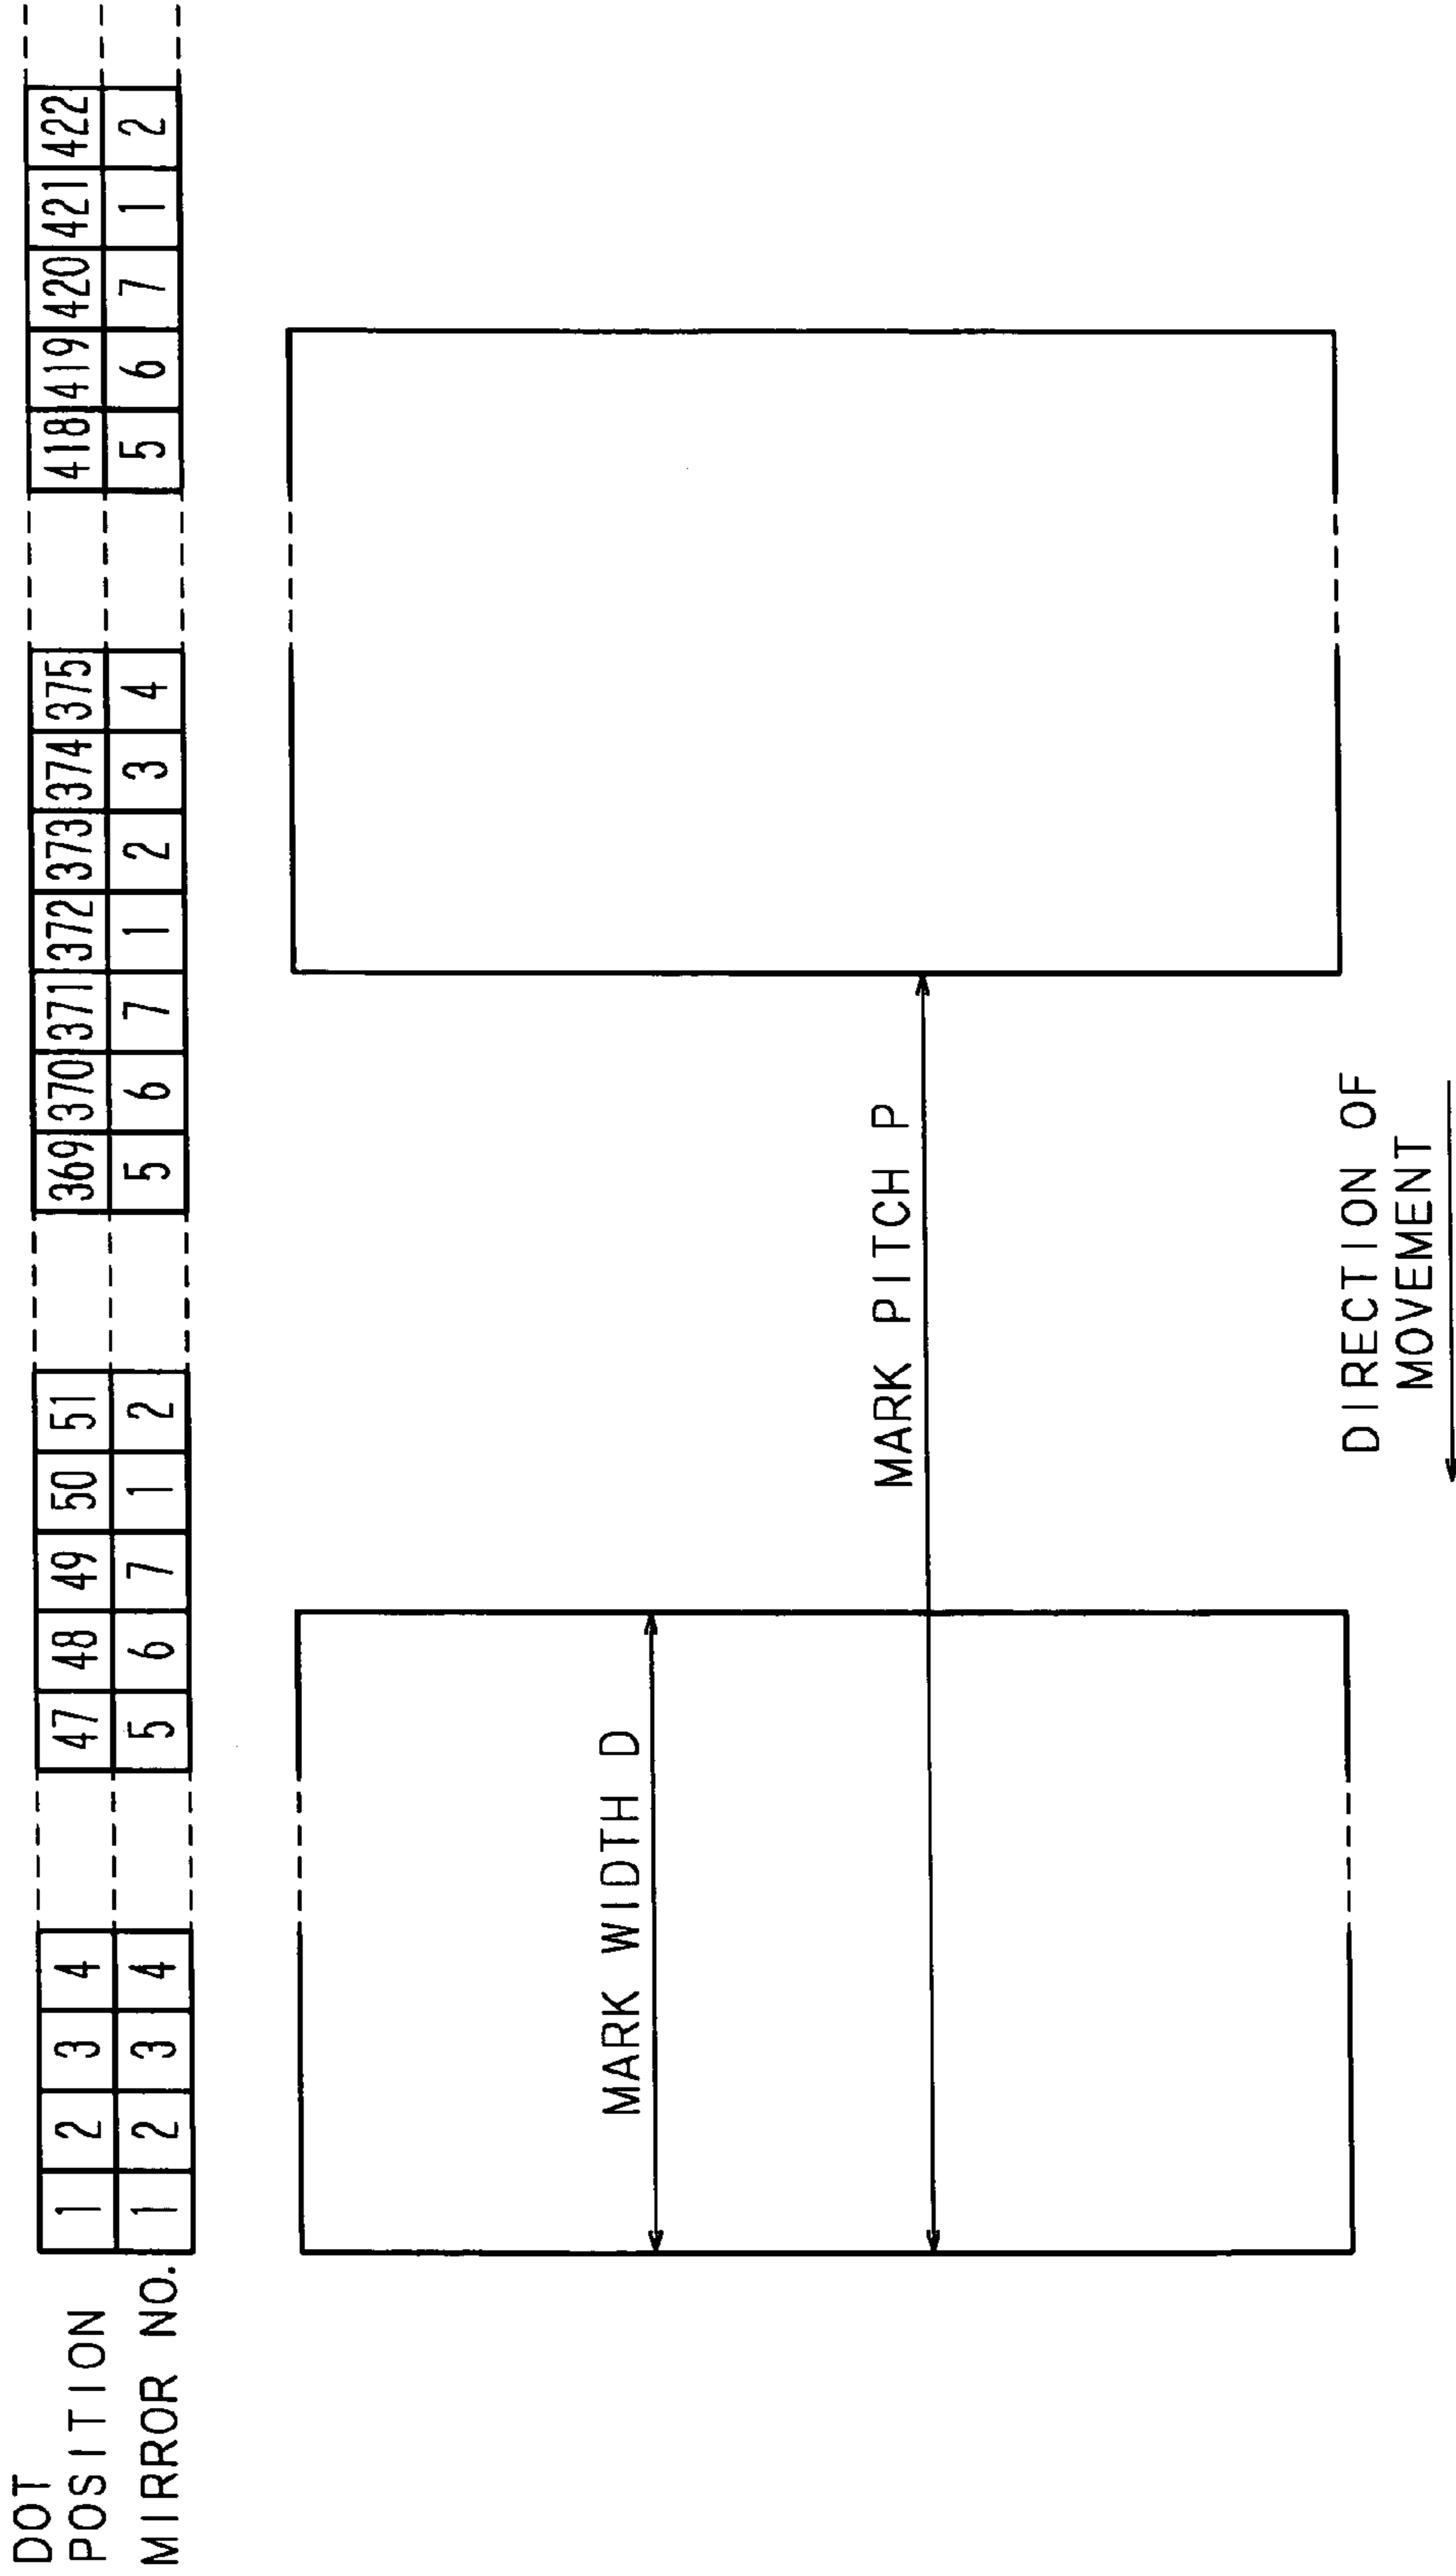 DOT
POSITION 1 2 3 4 47 48 49 50 51 369 370 371 372 373 374 375 418 419 420 421 422
MIRROR NO. 1 2 3 4 5 6 7 1 2 5 6 7 1 2 3 4 5 6 7 1 2
MARK WIDTH D
MARK PITCH P
DIRECTION OF
MOVEMENT